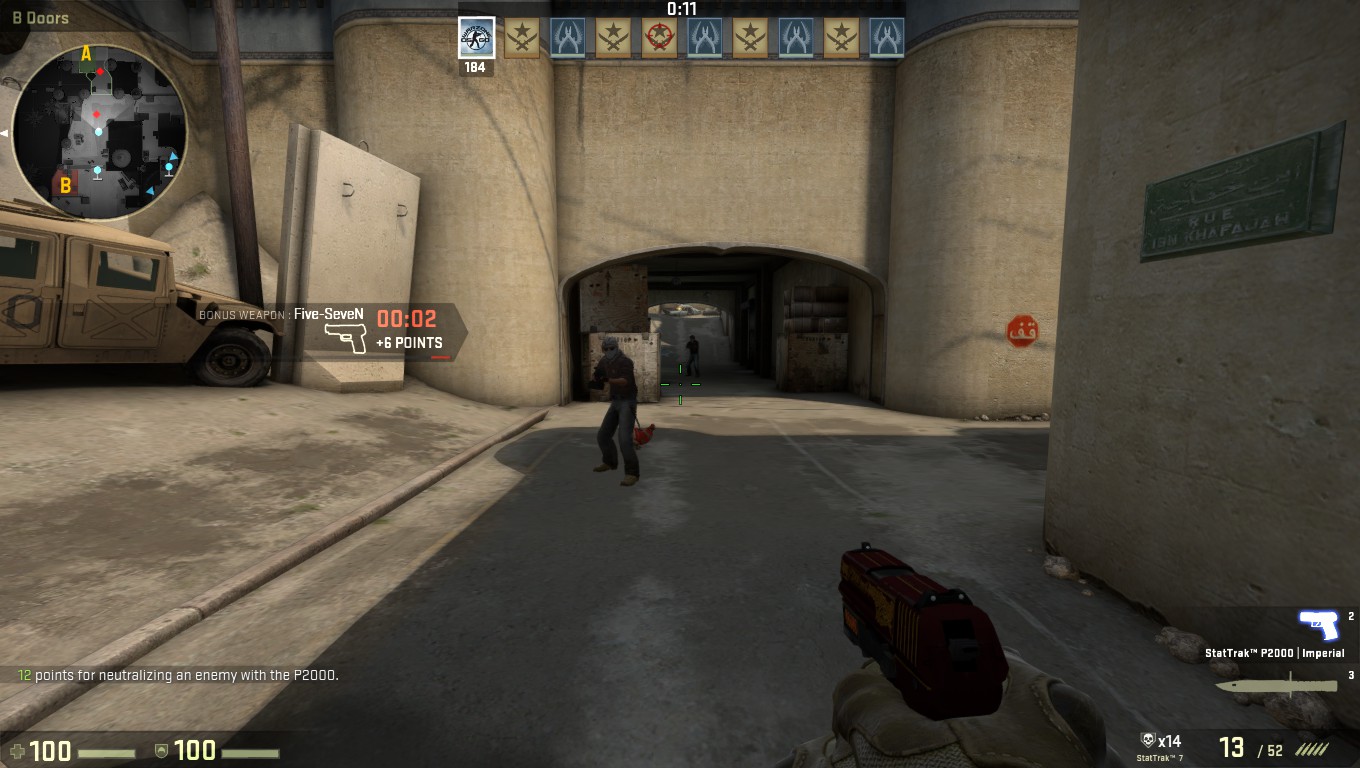 B Doors
0:11
184
A
B
BONUS WEAPON : Five-SeveN
00:02
+6 POINTS
RUE
IBN KHAFAJAH
قف
2
StatTrak™ P2000 | Imperial
3
12 points for neutralizing an enemy with the P2000.
100
100
x14
StatTrak™ 7
13 / 52